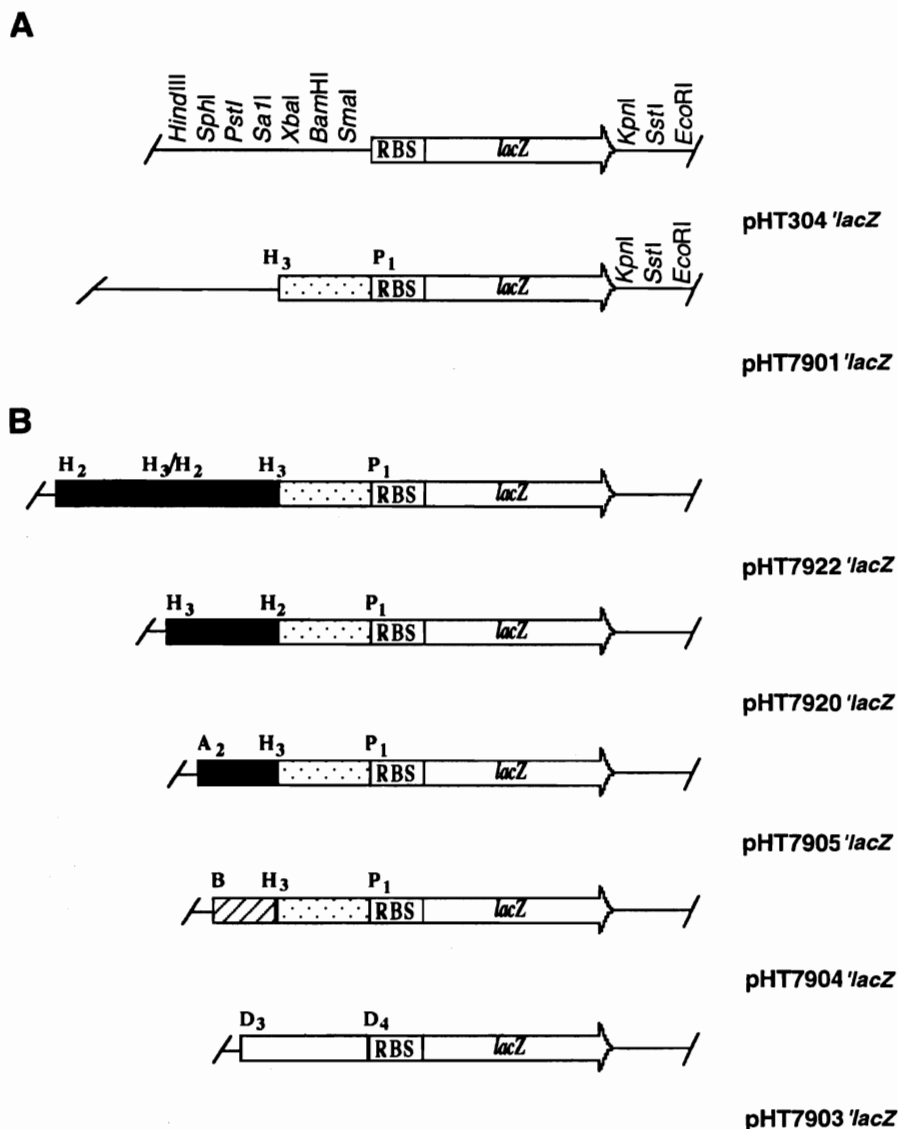 A
HindIII
SphI
PstI
Sa1I
XbaI
BamHI
SmaI
RBS
lacZ
KpnI
SstI
EcoRI
pHT304 'lacZ
H3
P1
RBS
lacZ
KpnI
SstI
EcoRI
pHT7901 'lacZ
B
H2
H3/H2
H3
P1
RBS
lacZ
pHT7922 'lacZ
H3
H2
P1
RBS
lacZ
pHT7920 'lacZ
A2
H3
P1
RBS
lacZ
pHT7905 'lacZ
B
H3
P1
RBS
lacZ
pHT7904 'lacZ
D3
D4
RBS
lacZ
pHT7903 'lacZ